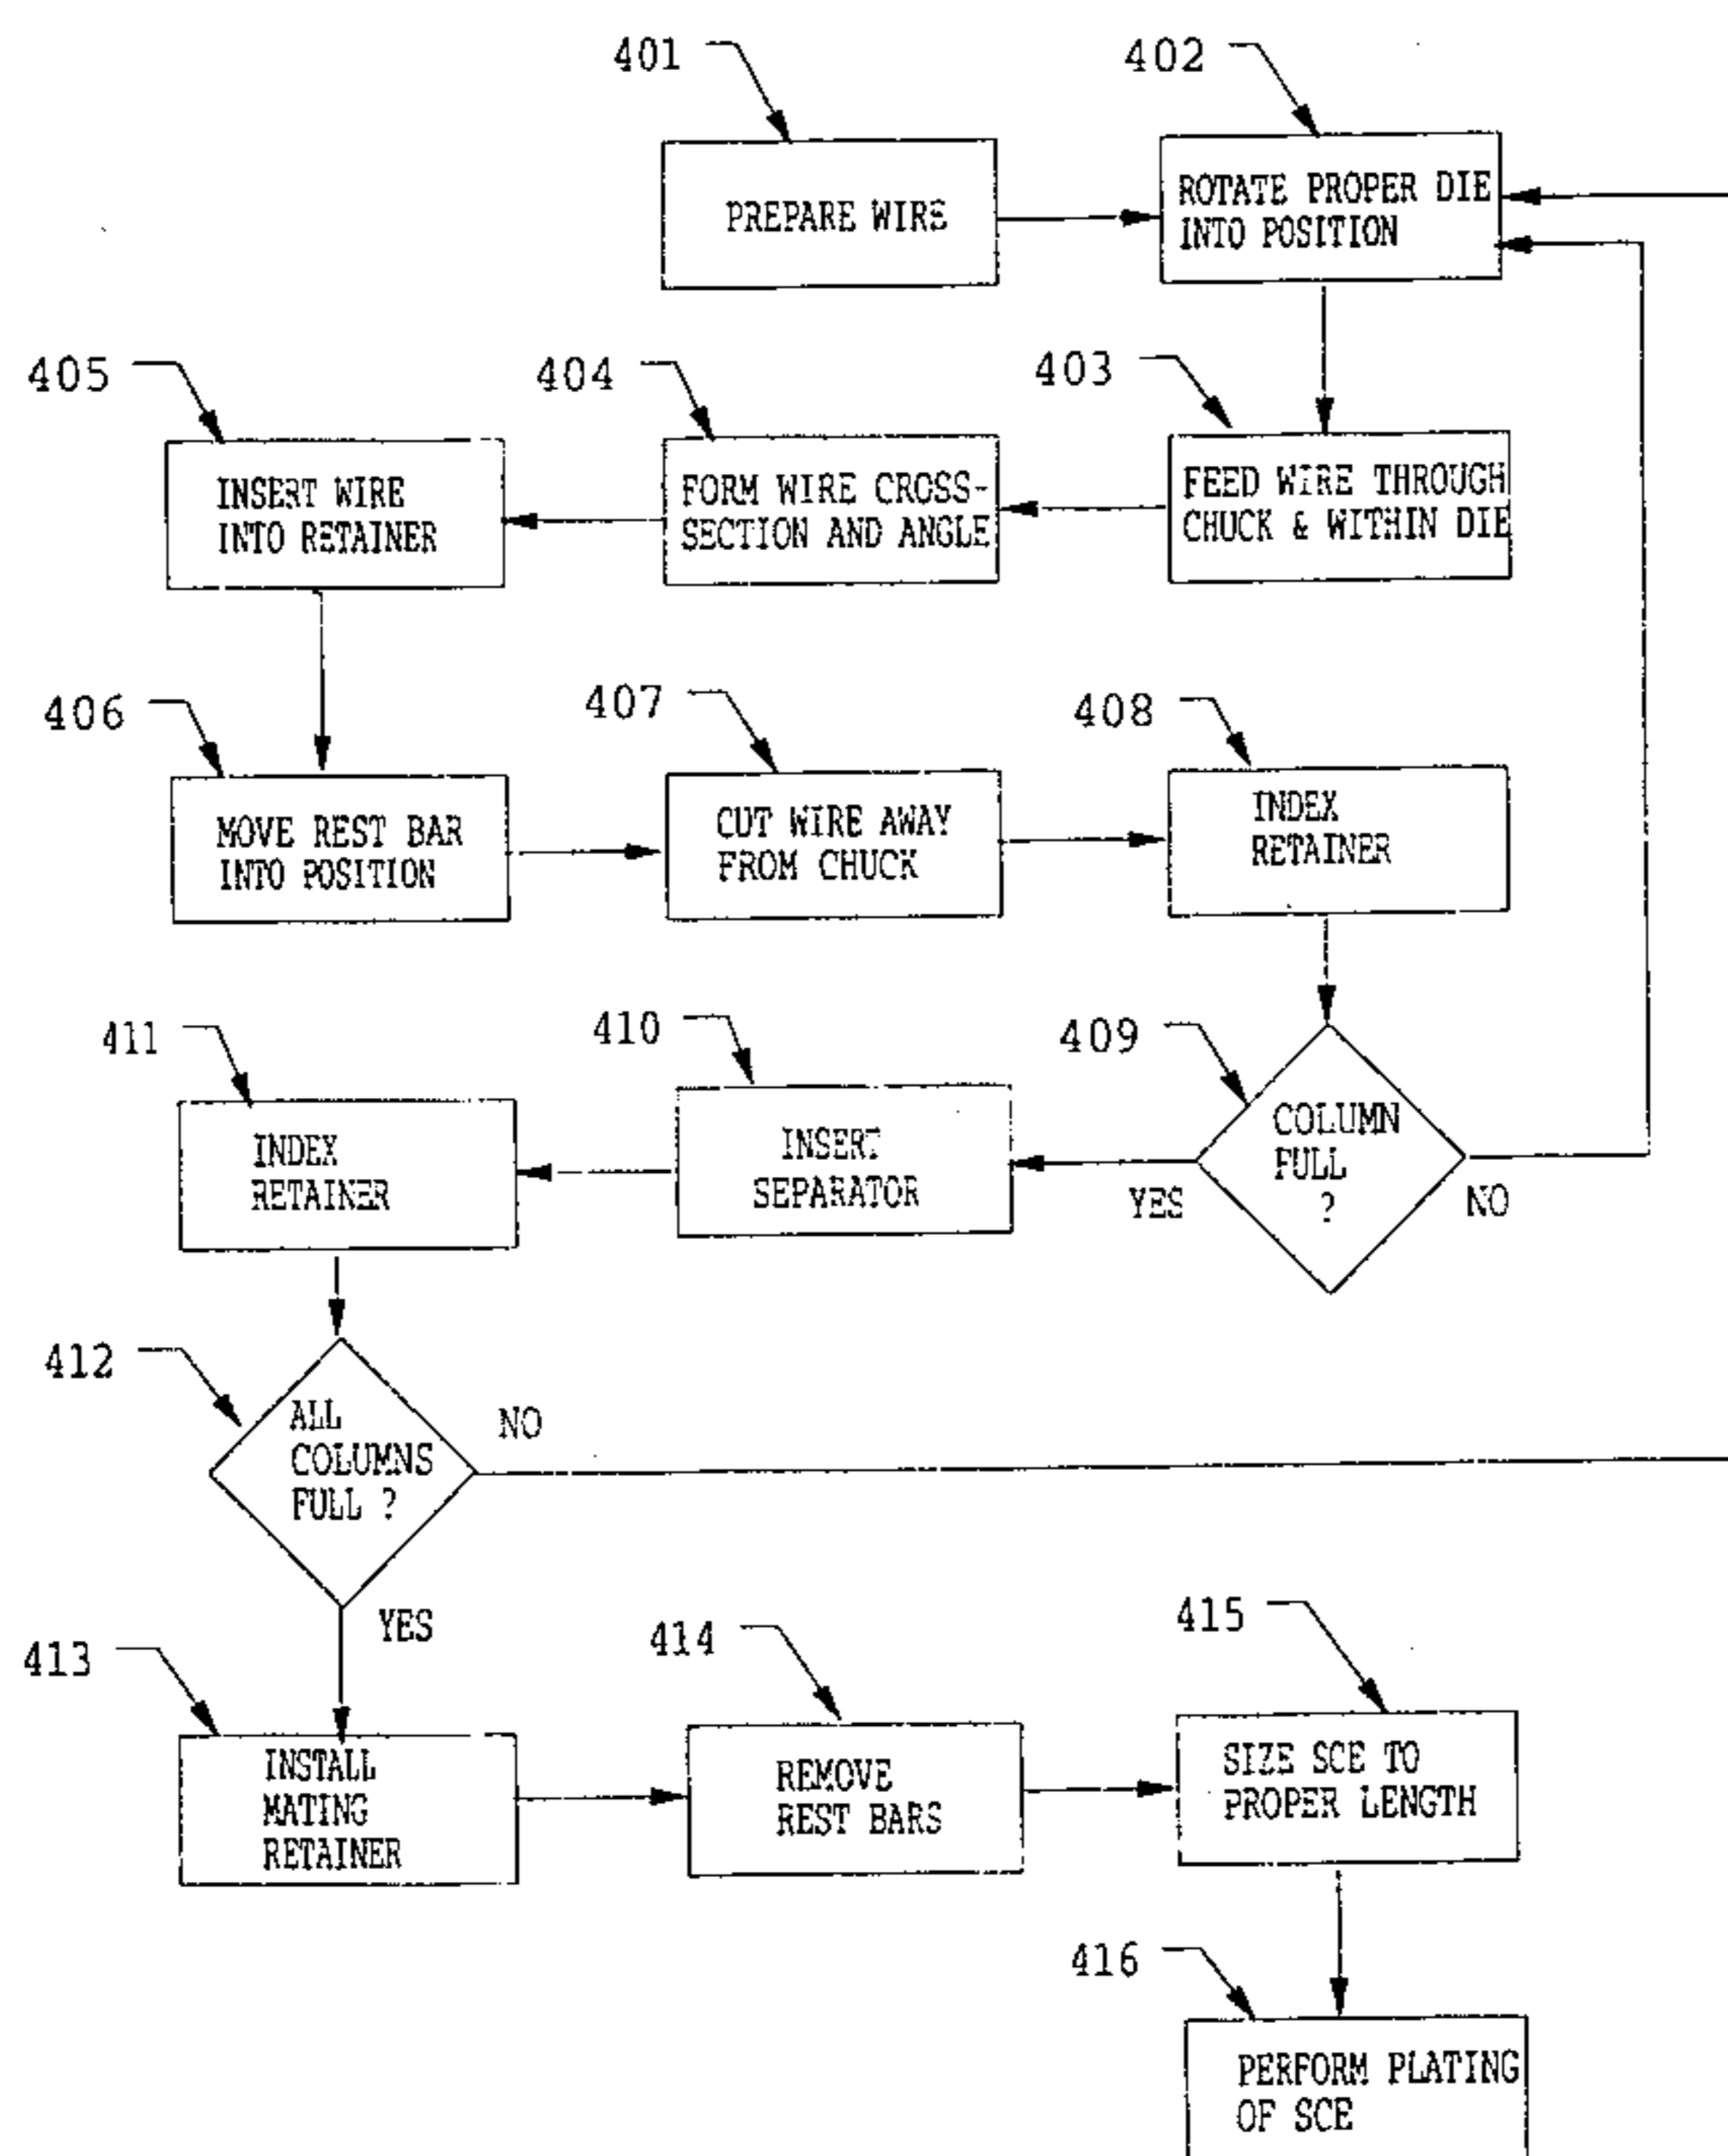 401
PREPARE WIRE
402
ROTATE PROPER DIE
INTO POSITION
403
FEED WIRE THROUGH
CHUCK & WITHIN DIE
404
FORM WIRE CROSS-
SECTION AND ANGLE
405
INSERT WIRE
INTO RETAINER
406
MOVE REST BAR
INTO POSITION
407
CUT WIRE AWAY
FROM CHUCK
408
INDEX
RETAINER
409
COLUMN
FULL
?
YES
NO
410
INSERT
SEPARATOR
411
INDEX
RETAINER
412
ALL
COLUMNS
FULL ?
NO
YES
413
INSTALL
MATING
RETAINER
414
REMOVE
REST BARS
415
SIZE SCE TO
PROPER LENGTH
416
PERFORM PLATING
OF SCE